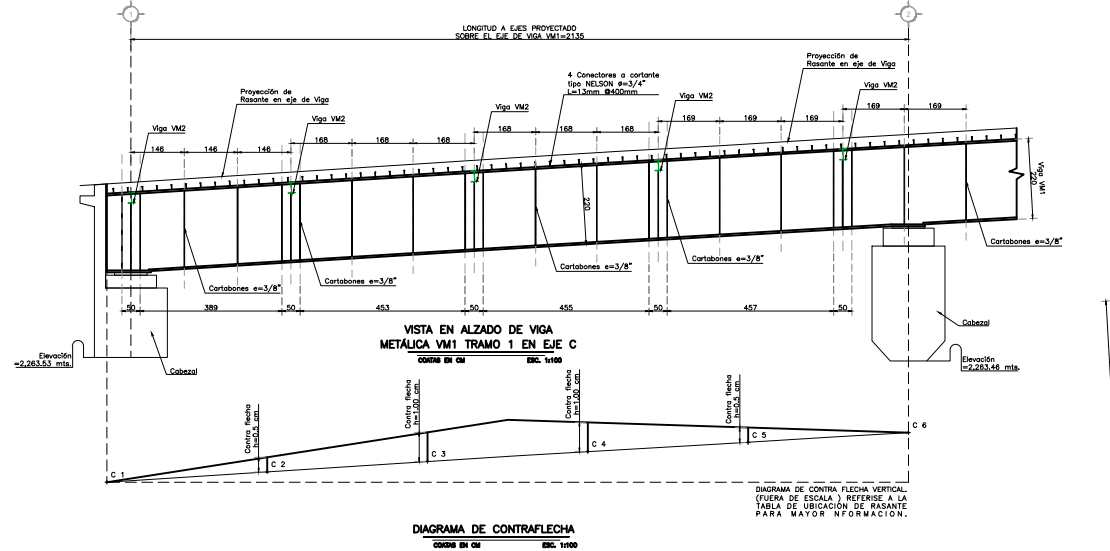 1
2
LONGITUD A EJES PROYECTADO
SOBRE EL EJE DE VIGA VM1=2135
Proyección de
Rasante en eje de Viga
4 Conectores a cortante
tipo NELSON ø=3/4"
L=13mm @400mm
Viga VM2
Viga VM2
Proyección de
Rasante en eje de Viga
Viga VM2
Viga VM2
Viga VM2
169
169
169
169
169
168
168
168
168
168
168
146
146
146
Viga VM1
220
220
Cartabones e=3/8"
Cartabones e=3/8"
Cartabones e=3/8"
Cartabones e=3/8"
Cartabones e=3/8"
50
389
50
453
50
455
50
457
50
VISTA EN ALZADO DE VIGA
METÁLICA VM1 TRAMO 1 EN EJE C
COATAS EN CM
ESC. 1:100
Cabezal
Elevación
=2,263.53 mts.
Cabezal
Elevación
=2,263.46 mts.
Contra flecha
h=0.5 cm
Contra flecha
h=1.00 cm
Contra flecha
h=1.00 cm
Contra flecha
h=0.5 cm
C 1
C 2
C 3
C 4
C 5
C 6
DIAGRAMA DE CONTRA FLECHA VERTICAL.
(FUERA DE ESCALA ) REFERISE A LA
TABLA DE UBICACIÓN DE RASANTE
PARA MAYOR NFORMACION.
DIAGRAMA DE CONTRAFLECHA
COATAS EN CM
ESC. 1:100